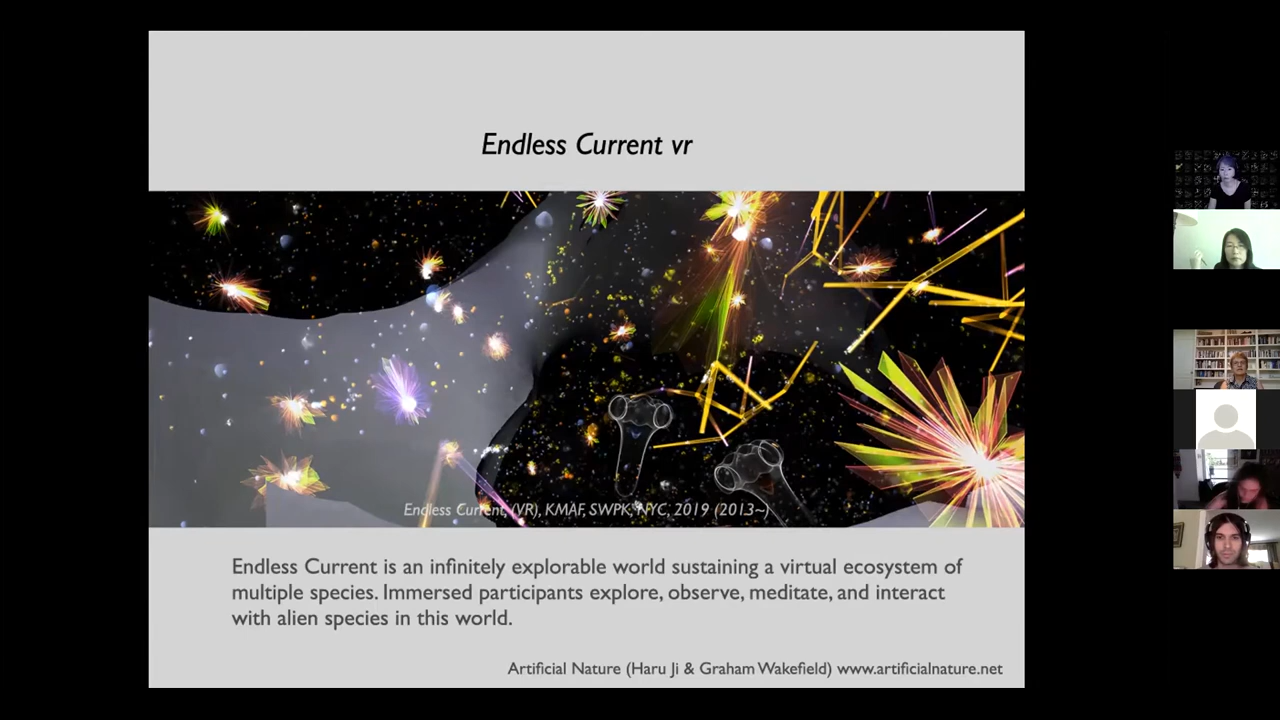 Endless Current vr
Endless Current, (VR), KMAF, SWPK, NYC, 2019 (2013~)
Endless Current is an infinitely explorable world sustaining a virtual ecosystem of
multiple species. Immersed participants explore, observe, meditate, and interact
with alien species in this world.
Artificial Nature (Haru Ji & Graham Wakefield) www.artificialnature.net